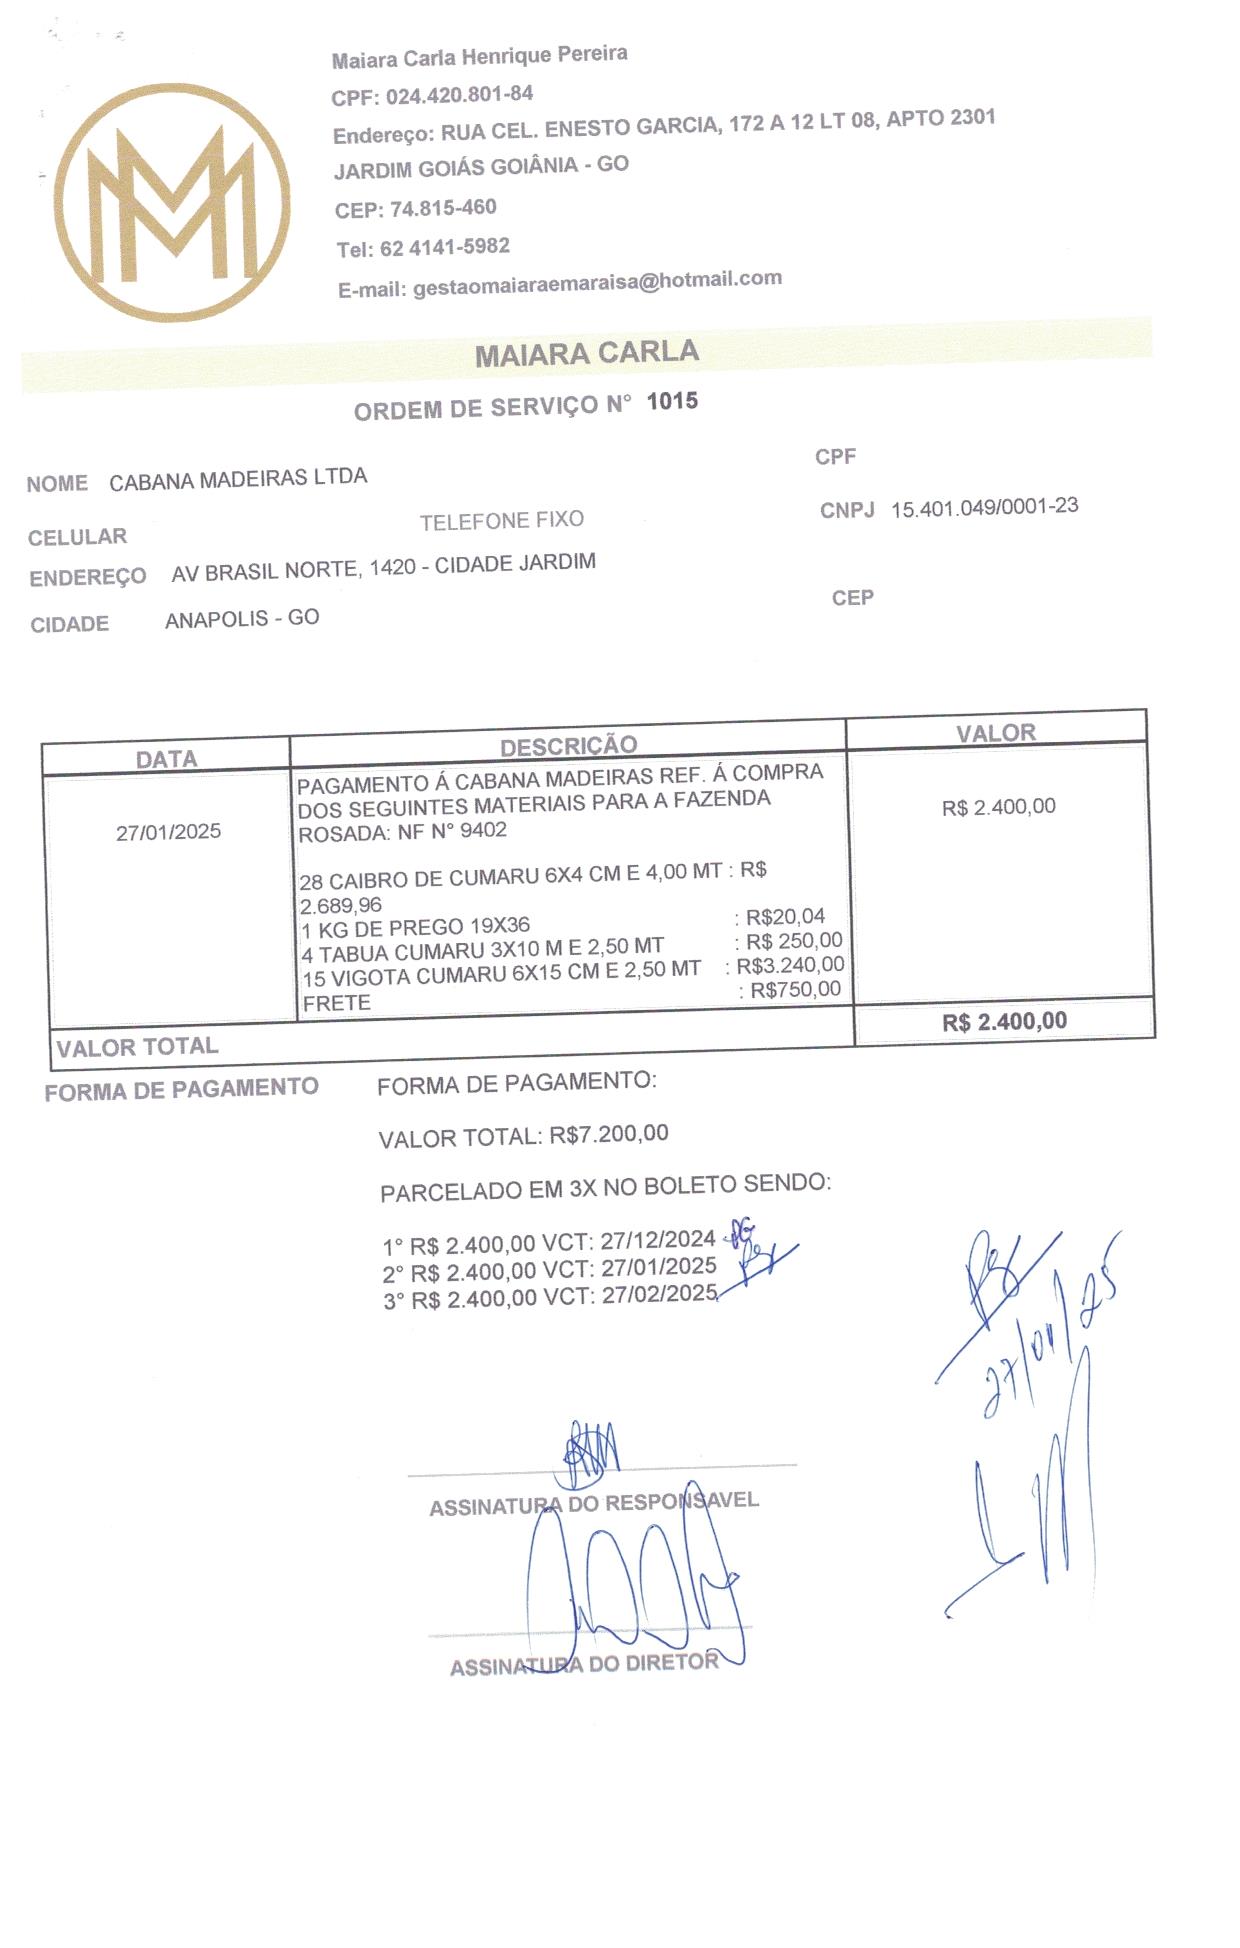 Maiara Carla Henrique Pereira
CPF: 024.420.801-84
Endereço: RUA CEL. ENESTO GARCIA, 172 A 12 LT 08, APTO 2301
JARDIM GOIÁS GOIÂNIA - GO
CEP: 74.815-460
Tel: 62 4141-5982
E-mail: gestaomaiaraemaraisa@hotmail.com
MAIARA CARLA
ORDEM DE SERVIÇO N° 1015
NOME CABANA MADEIRAS LTDA CPF
CELULAR TELEFONE FIXO CNPJ 15.401.049/0001-23
ENDEREÇO AV BRASIL NORTE, 1420 - CIDADE JARDIM
CIDADE ANAPOLIS - GO CEP
DATA DESCRIÇÃO VALOR
PAGAMENTO Á CABANA MADEIRAS REF. Á COMPRA
DOS SEGUINTES MATERIAIS PARA A FAZENDA
27/01/2025 ROSADA: NF N° 9402 R$ 2.400,00
28 CAIBRO DE CUMARU 6X4 CM E 4,00 MT : R$
2.689,96
1 KG DE PREGO 19X36 : R$20,04
4 TABUA CUMARU 3X10 M E 2,50 MT : R$ 250,00
15 VIGOTA CUMARU 6X15 CM E 2,50 MT : R$3.240,00
FRETE : R$750,00
VALOR TOTAL R$ 2.400,00
FORMA DE PAGAMENTO FORMA DE PAGAMENTO:
VALOR TOTAL: R$7.200,00
PARCELADO EM 3X NO BOLETO SENDO:
1° R$ 2.400,00 VCT: 27/12/2024 PG
2° R$ 2.400,00 VCT: 27/01/2025
3° R$ 2.400,00 VCT: 27/02/2025
27/01/25
ASSINATURA DO RESPONSAVEL
ASSINATURA DO DIRETOR